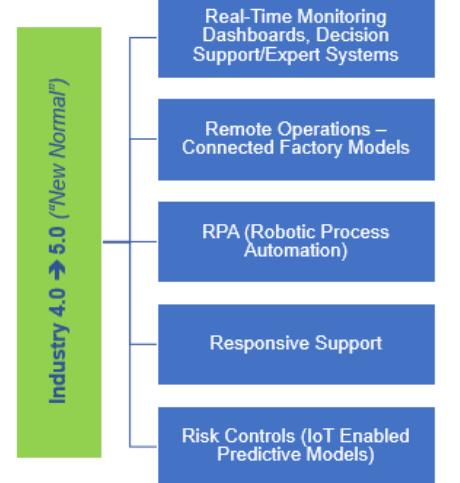 Industry 4.0 ➔ 5.0 (“New Normal”)
Real-Time Monitoring
Dashboards, Decision
Support/Expert Systems
Remote Operations –
Connected Factory Models
RPA (Robotic Process
Automation)
Responsive Support
Risk Controls (IoT Enabled
Predictive Models)